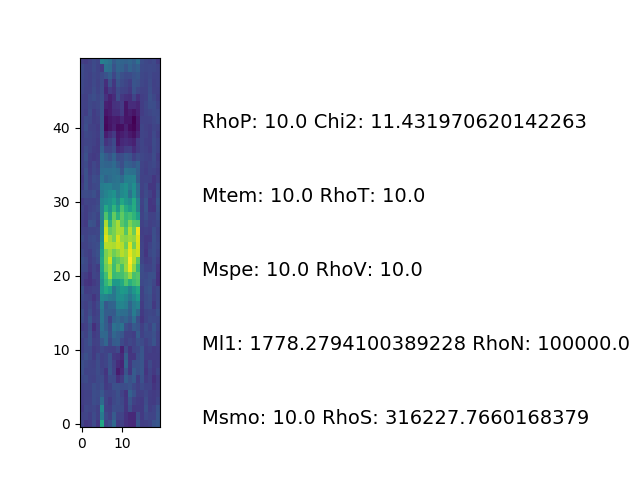 40
30
20
10
0
0 10
RhoP: 10.0 Chi2: 11.431970620142263
Mtem: 10.0 RhoT: 10.0
Mspe: 10.0 RhoV: 10.0
Ml1: 1778.2794100389228 RhoN: 100000.0
Msmo: 10.0 RhoS: 316227.7660168379